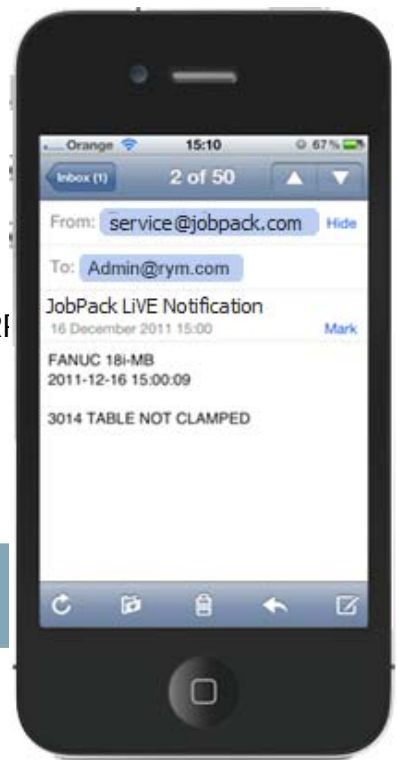 Orange 15:10 67%
Inbox (1) 2 of 50
From: service@jobpack.com Hide
To: Admin@rym.com
JobPack LiVE Notification
16 December 2011 15:00 Mark
FANUC 18i-MB
2011-12-16 15:00:09
3014 TABLE NOT CLAMPED